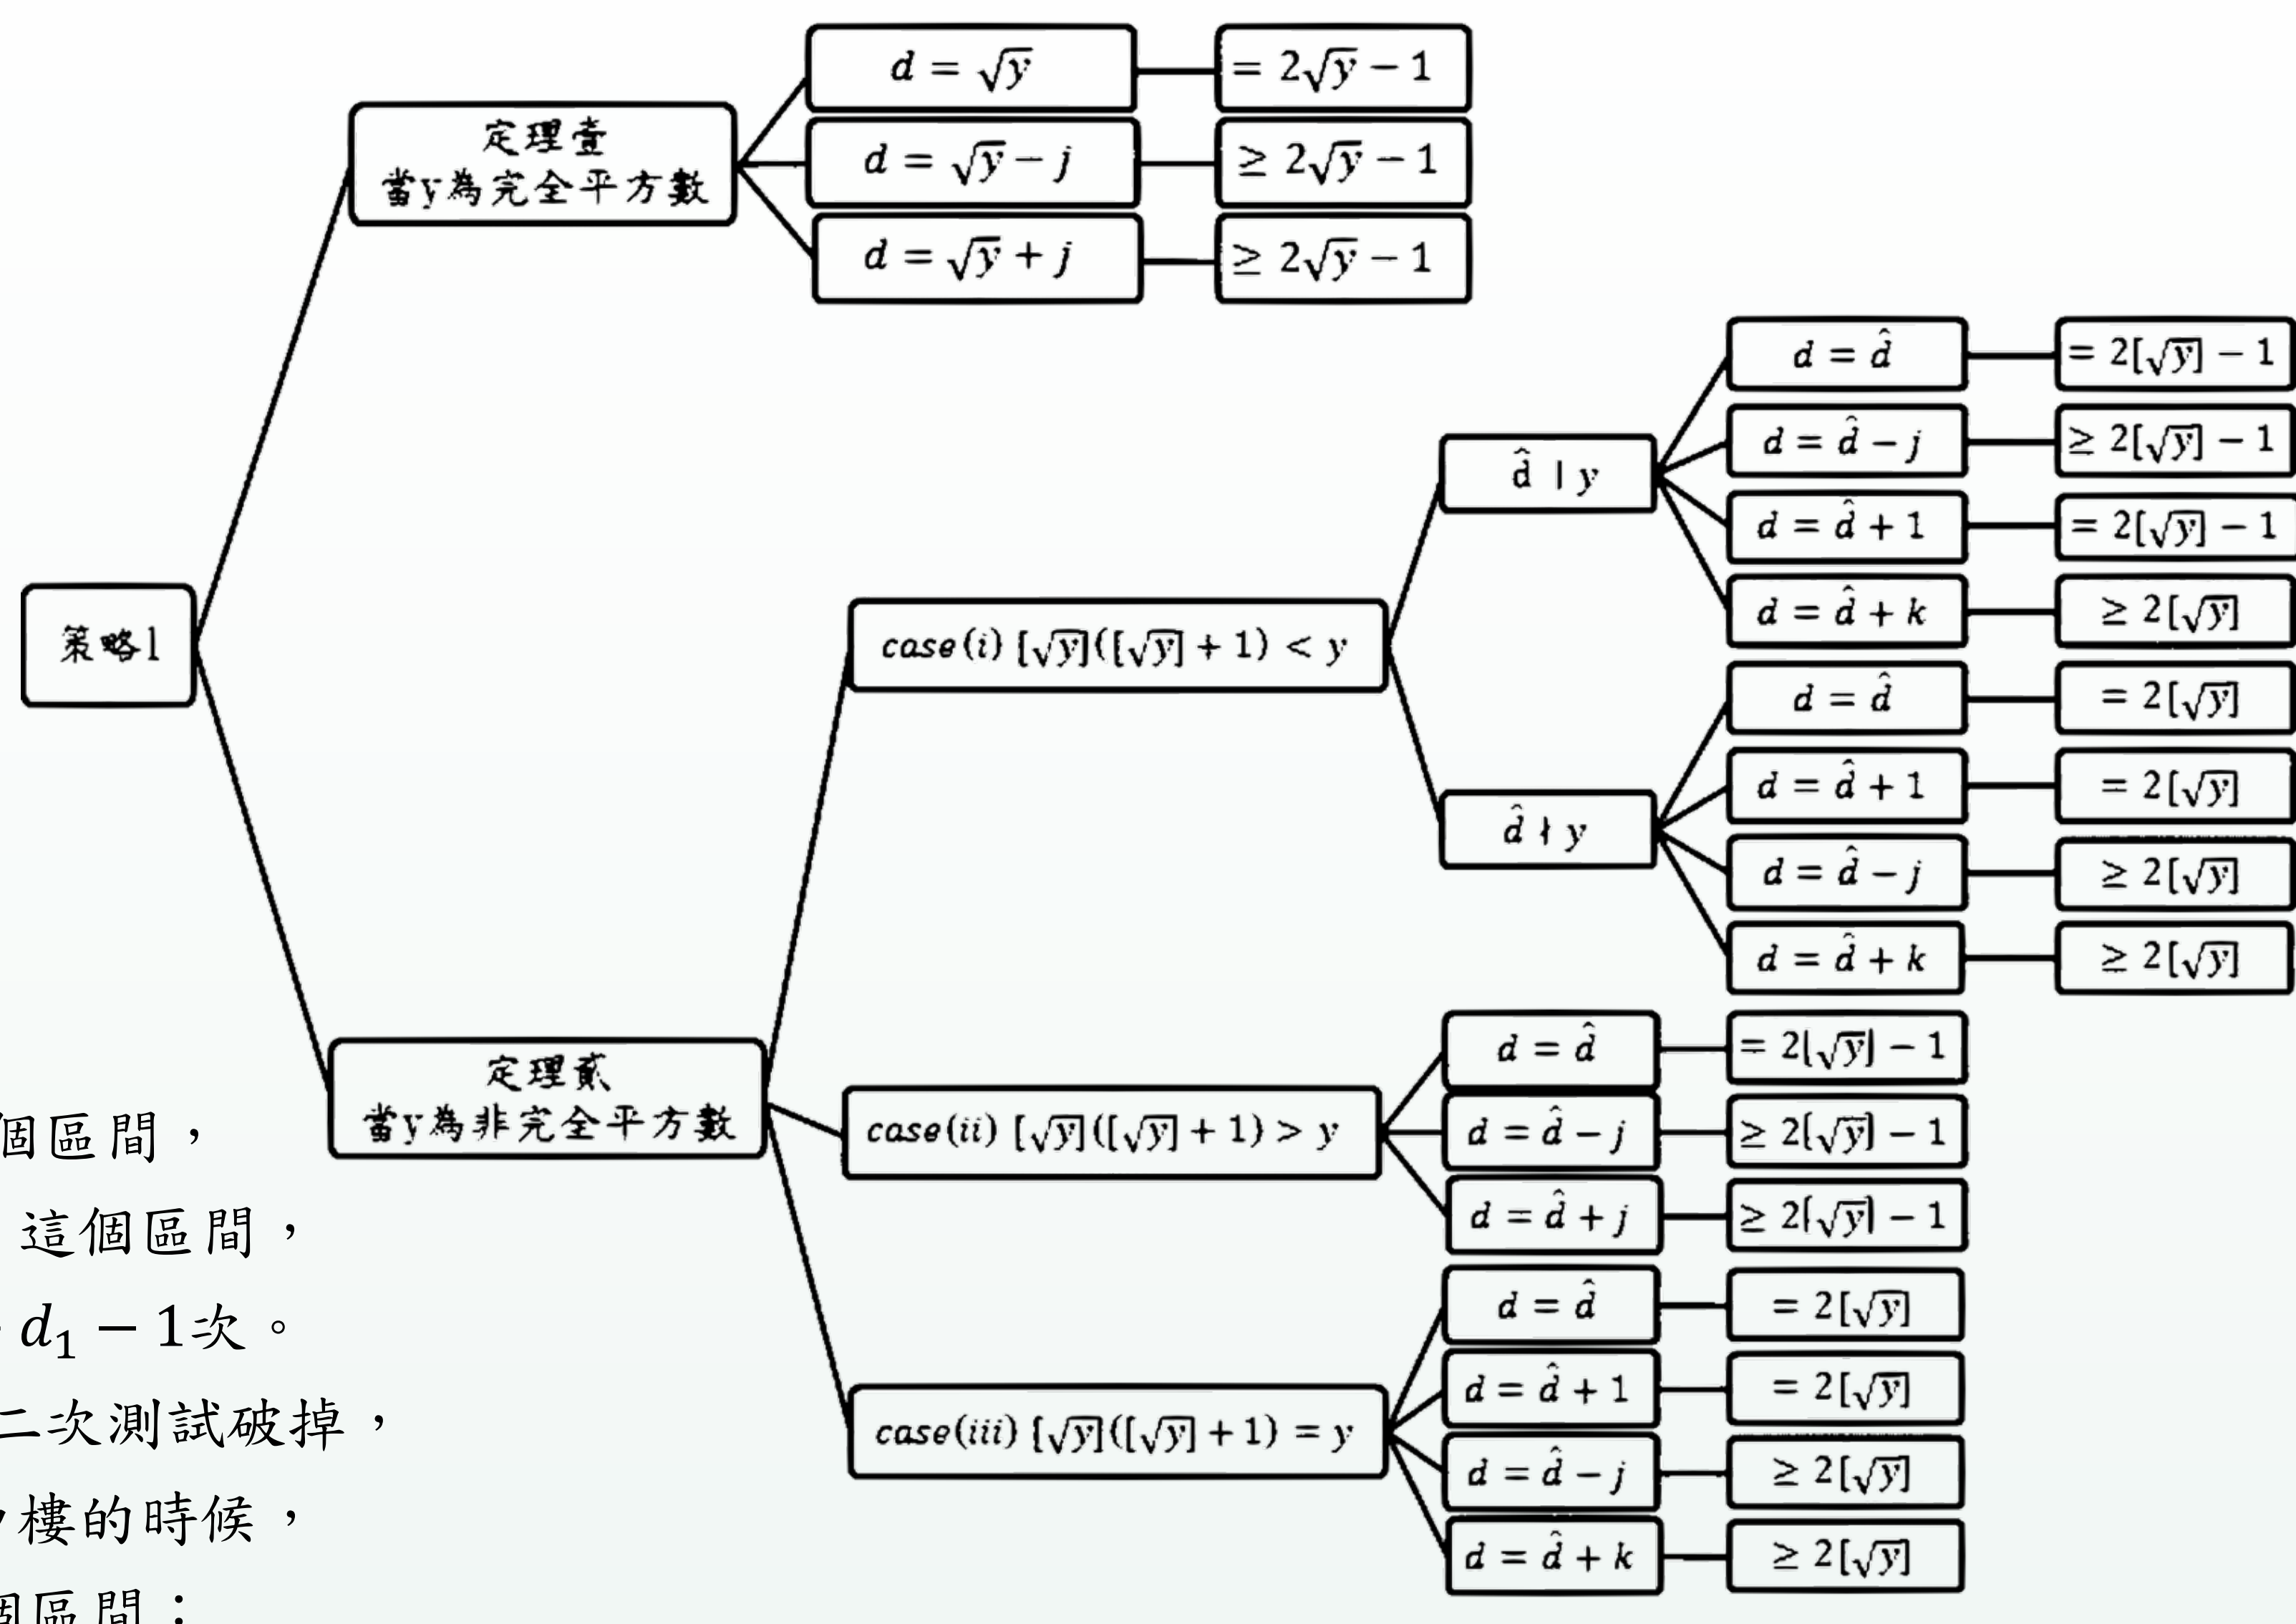 策略1
定理壹
當y為完全平方數
d = √y
= 2√y − 1
d = √y − j
≥ 2√y − 1
d = √y + j
≥ 2√y − 1
定理貳
當y為非完全平方數
case(i) [√y]([√y] + 1) < y
d̂ ∣ y
d = d̂
= 2[√y] − 1
d = d̂ − j
≥ 2[√y] − 1
d = d̂ + 1
= 2[√y] − 1
d = d̂ + k
≥ 2[√y]
d̂ ∤ y
d = d̂
= 2[√y]
d = d̂ + 1
= 2[√y]
d = d̂ − j
≥ 2[√y]
d = d̂ + k
≥ 2[√y]
case(ii) [√y]([√y] + 1) > y
d = d̂
= 2[√y] − 1
d = d̂ − j
≥ 2[√y] − 1
d = d̂ + j
≥ 2[√y] − 1
case(iii) [√y]([√y] + 1) = y
d = d̂
= 2[√y]
d = d̂ + 1
= 2[√y]
d = d̂ − j
≥ 2[√y]
d = d̂ + k
≥ 2[√y]
個區間，
這個區間，
d₁ − 1次。
二次測試破掉，
樓的時候，
個區間：